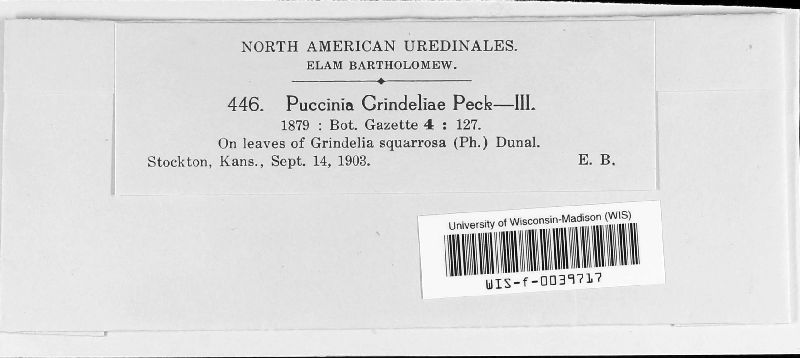 NORTH AMERICAN UREDINALES.
ELAM BARTHOLOMEW.
446. Puccinia Grindeliae Peck—III.
1879 : Bot. Gazette 4 : 127.
On leaves of Grindelia squarrosa (Ph.) Dunal.
Stockton, Kans., Sept. 14, 1903. E. B.
University of Wisconsin-Madison (WIS)
WIS-f-0039717